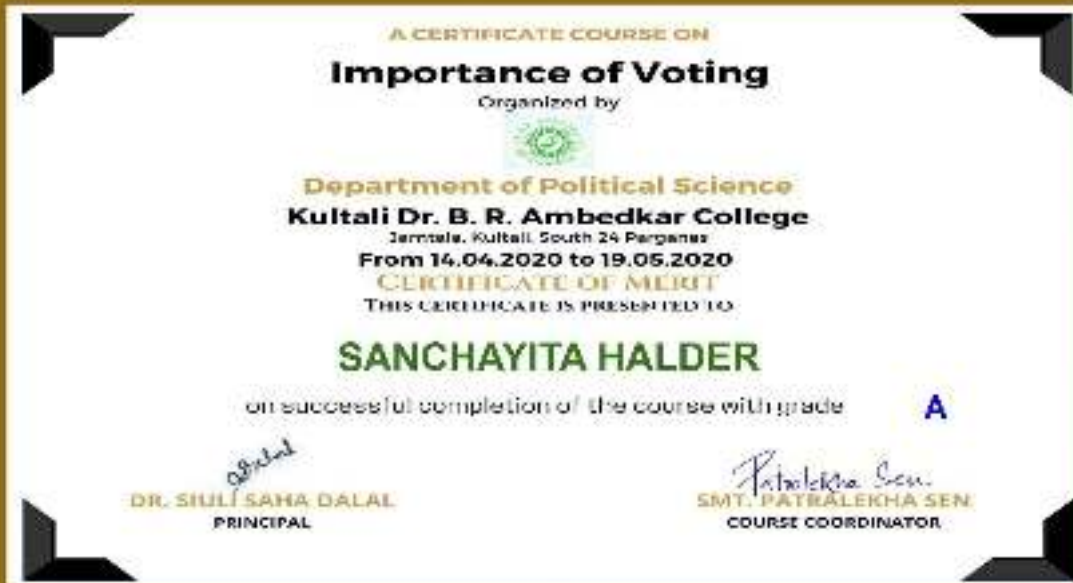 A CERTIFICATE COURSE ON
Importance of Voting
Organized by
Department of Political Science
Kultali Dr. B. R. Ambedkar College
Jamtala, Kultali, South 24 Parganas
From 14.04.2020 to 19.05.2020
CERTIFICATE OF MERIT
THIS CERTIFICATE IS PRESENTED TO
SANCHAYITA HALDER
on successful completion of the course with grade A
Patralekha Sen.
DR. SIULI SAHA DALAL SMT. PATRALEKHA SEN
PRINCIPAL COURSE COORDINATOR